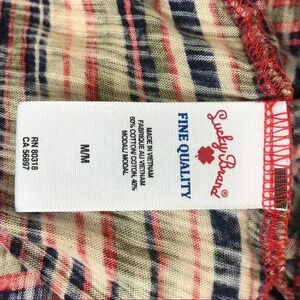 Lucky Brand®
FINE QUALITY
MADE IN VIETNAM
FABRIQUÉ AU VIETNAM
60% COTTON/ COTON, 40%
MODAL/ MODAL
M/M
RN 80318
CA 56897